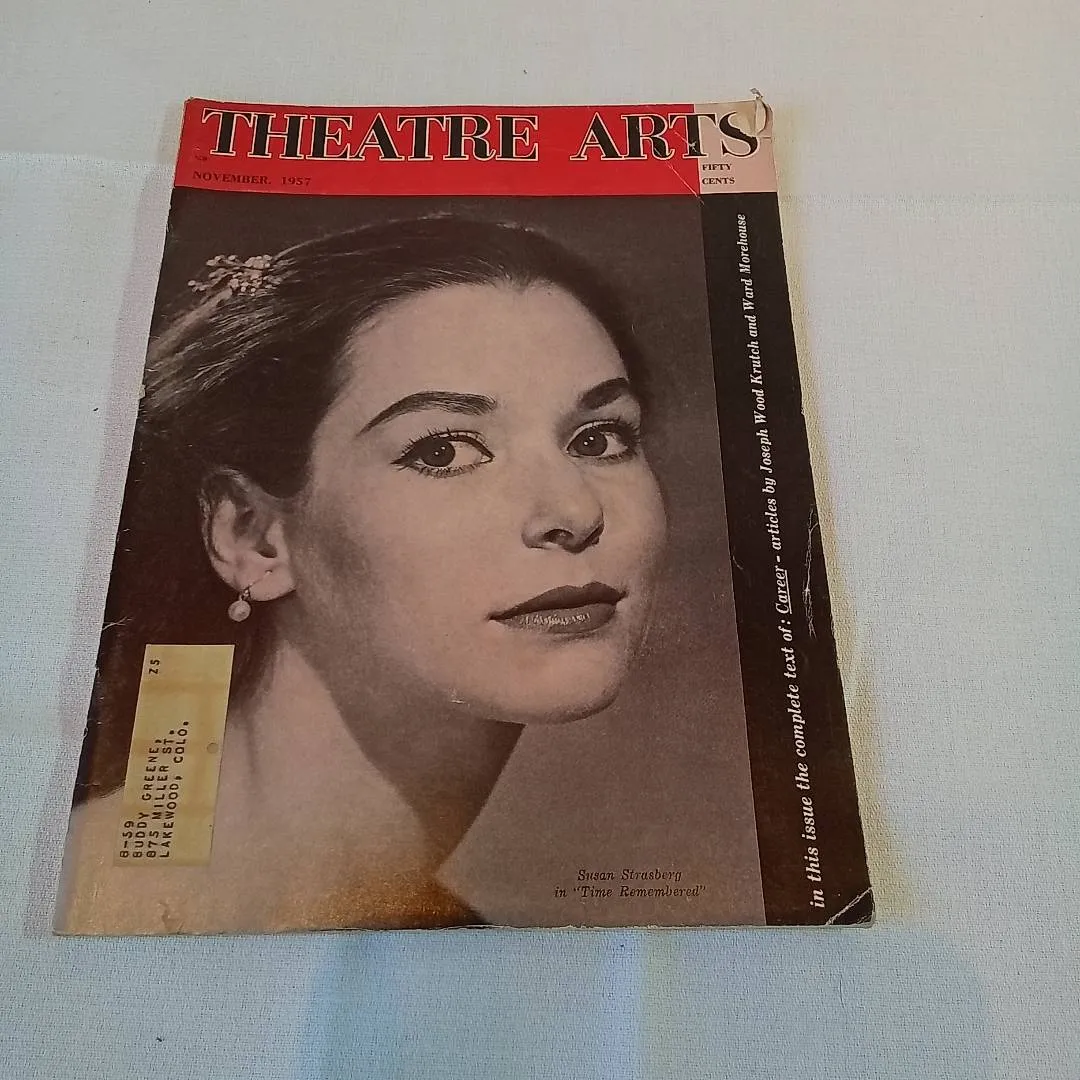 THEATRE ARTS
NOVEMBER, 1957
FIFTY
CENTS
in this issue the complete text of: Career - articles by Joseph Wood Krutch and Ward Morehouse
ZS
8-59
BUDDY GREENE,
875 MILLER ST.
LAKEWOOD, COLO.
Susan Strasberg
in "Time Remembered"